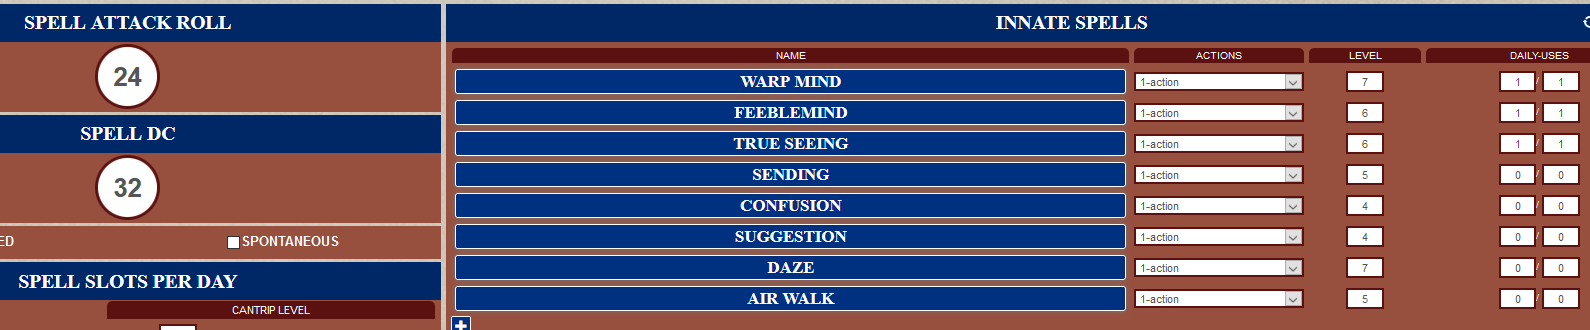 SPELL ATTACK ROLL
24
SPELL DC
32
ED SPONTANEOUS
SPELL SLOTS PER DAY
CANTRIP LEVEL
INNATE SPELLS
NAME ACTIONS LEVEL DAILY-USES
WARP MIND 1-action 7 1 / 1
FEEBLEMIND 1-action 6 1 / 1
TRUE SEEING 1-action 6 1 / 1
SENDING 1-action 5 0 / 0
CONFUSION 1-action 4 0 / 0
SUGGESTION 1-action 4 0 / 0
DAZE 1-action 7 0 / 0
AIR WALK 1-action 5 0 / 0